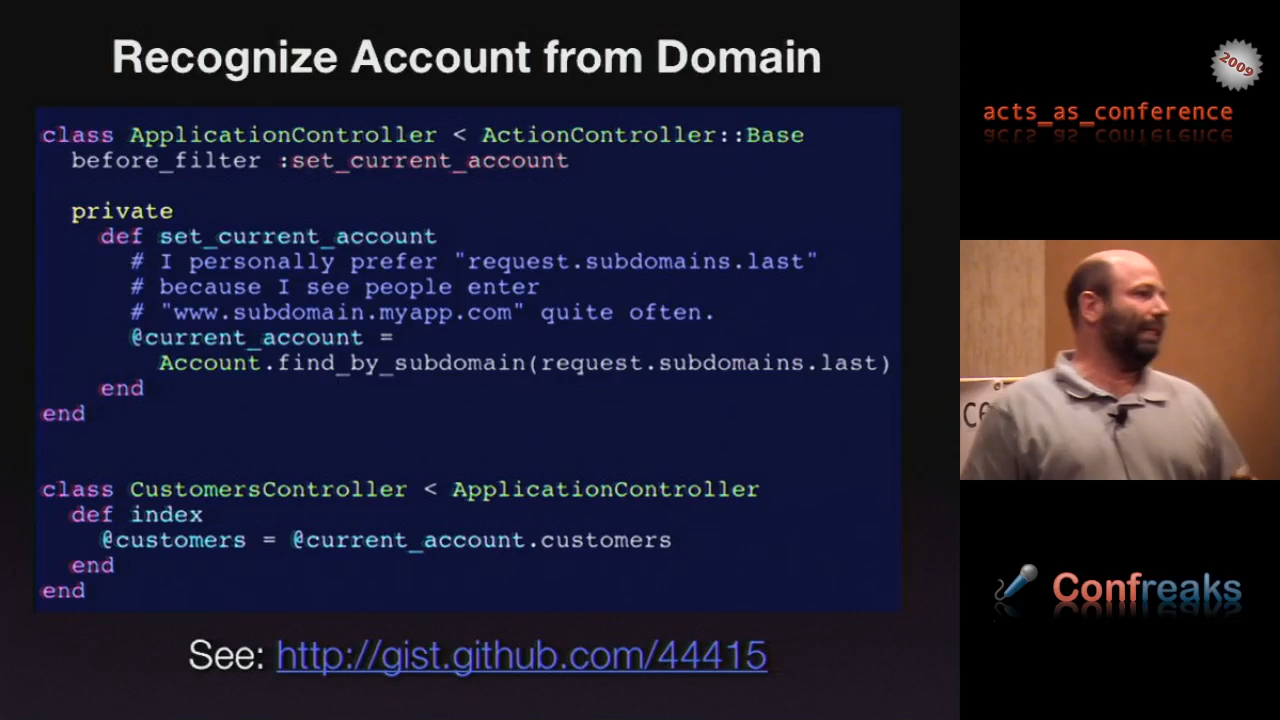 Recognize Account from Domain
class ApplicationController < ActionController::Base
before_filter :set_current_account
private
def set_current_account
# I personally prefer "request.subdomains.last"
# because I see people enter
# "www.subdomain.myapp.com" quite often.
@current_account =
Account.find_by_subdomain(request.subdomains.last)
end
end
class CustomersController < ApplicationController
def index
@customers = @current_account.customers
end
end
See: http://gist.github.com/44415
2009
acts_as_conference
Confreaks